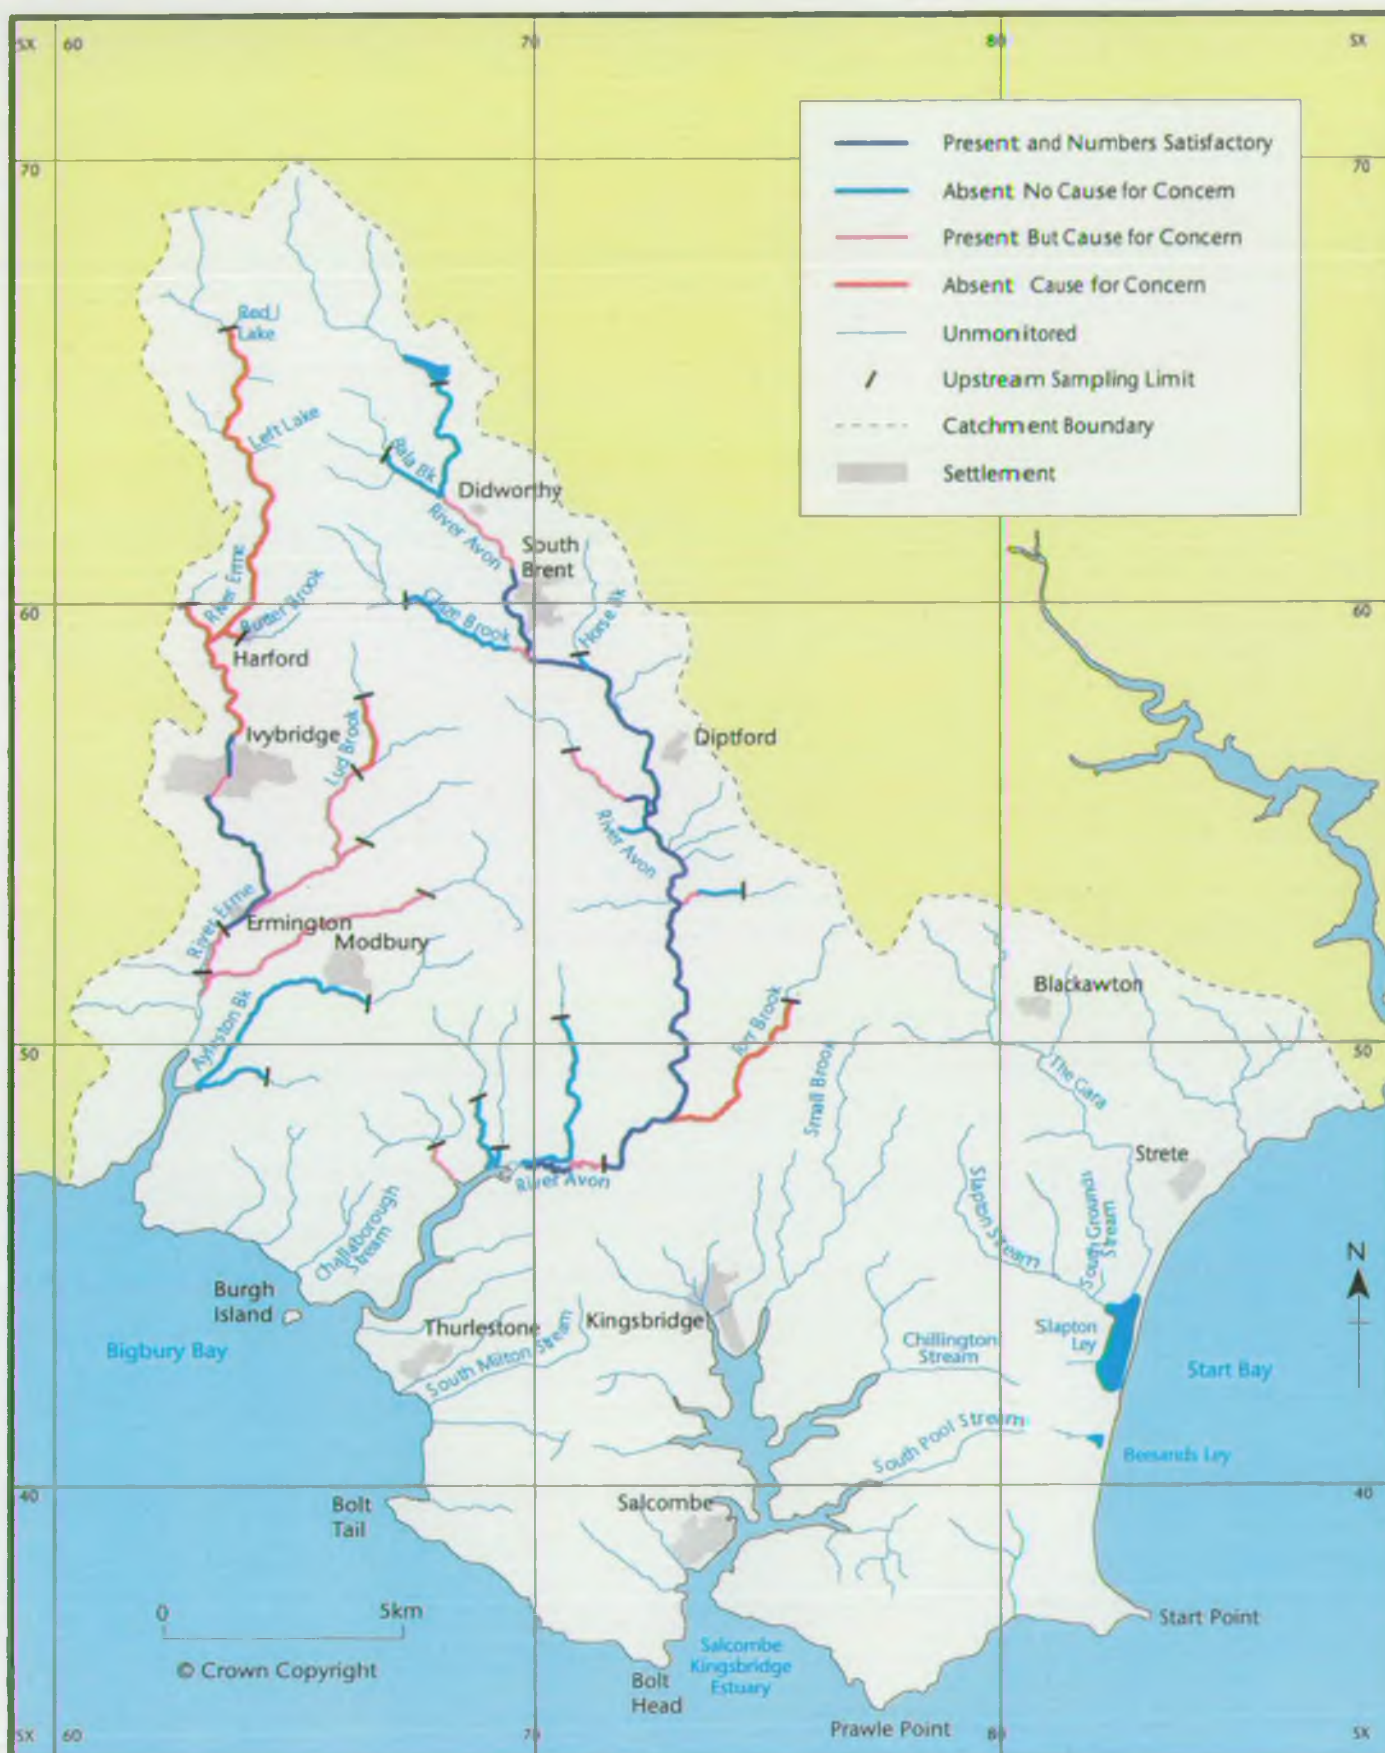 SX 60 70 80 SX
70 70
Present and Numbers Satisfactory
Absent No Cause for Concern
Present But Cause for Concern
Absent Cause for Concern
Unmonitored
Upstream Sampling Limit
Catchment Boundary
Settlement
Red
Lake
Left Lake
Bala Bk
Didworthy
River Avon
South
Brent
River Erme
Butter Brook
Glaze Brook
Horse Bk
60 60
Harford
Ivybridge
Lud Brook
Diptford
River Avon
River Erme
Ermington
Modbury
Blackawton
Ayleston Bk
Torr Brook
50 50
Small Brook
The Gara
Strete
River Avon
Slapton Stream
South Grounds
Stream
Challaborough
Stream
N
Burgh
Island
Thurlestone
Kingsbridge
Slapton
Ley
Chillington
Stream
Bigbury Bay
South Milton Stream
Start Bay
South Pool Stream
Beesands Ley
40 40
Bolt
Tail
Salcombe
0 5km
Start Point
© Crown Copyright
Salcombe
Kingsbridge
Estuary
Bolt
Head
Prawle Point
SX 60 70 80 SX